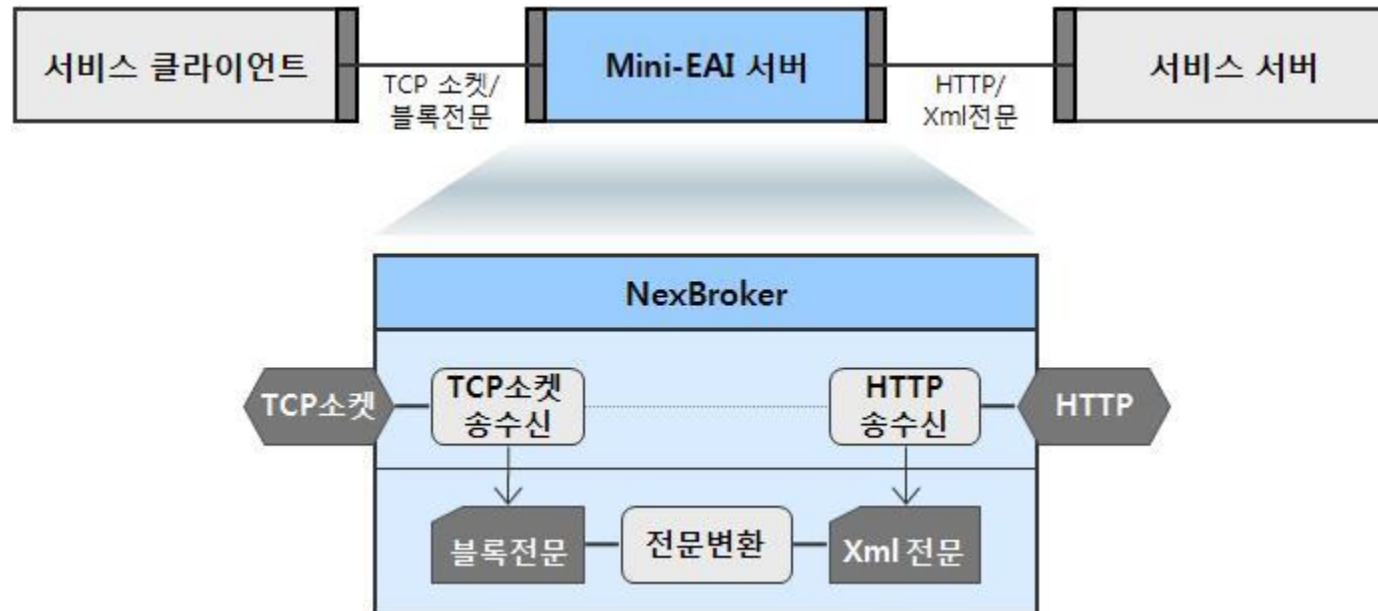 서비스 클라이언트
TCP 소켓/
블록전문
Mini-EAI 서버
HTTP/
Xml전문
서비스 서버
NexBroker
TCP소켓
TCP소켓
송수신
HTTP
송수신
HTTP
블록전문
전문변환
Xml 전문